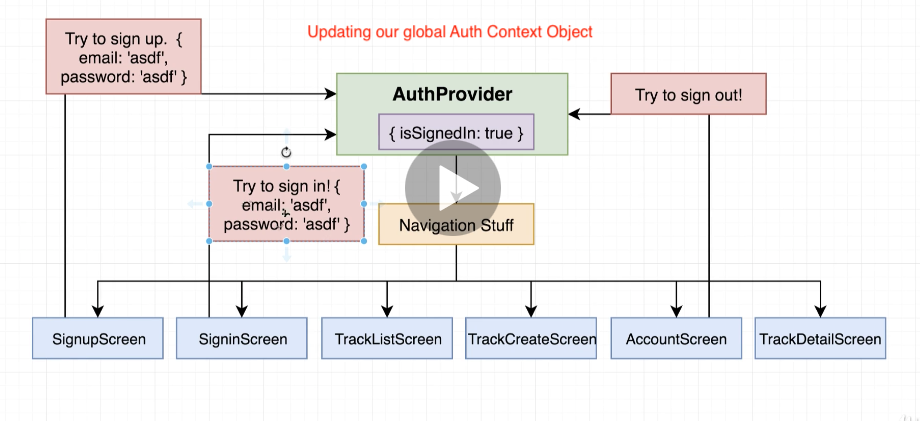 Updating our global Auth Context Object
Try to sign up. {
email: 'asdf',
password: 'asdf' }
AuthProvider
{ isSignedIn: true }
Try to sign out!
Try to sign in! {
email: 'asdf',
password: 'asdf' }
Navigation Stuff
SignupScreen
SigninScreen
TrackListScreen
TrackCreateScreen
AccountScreen
TrackDetailScreen